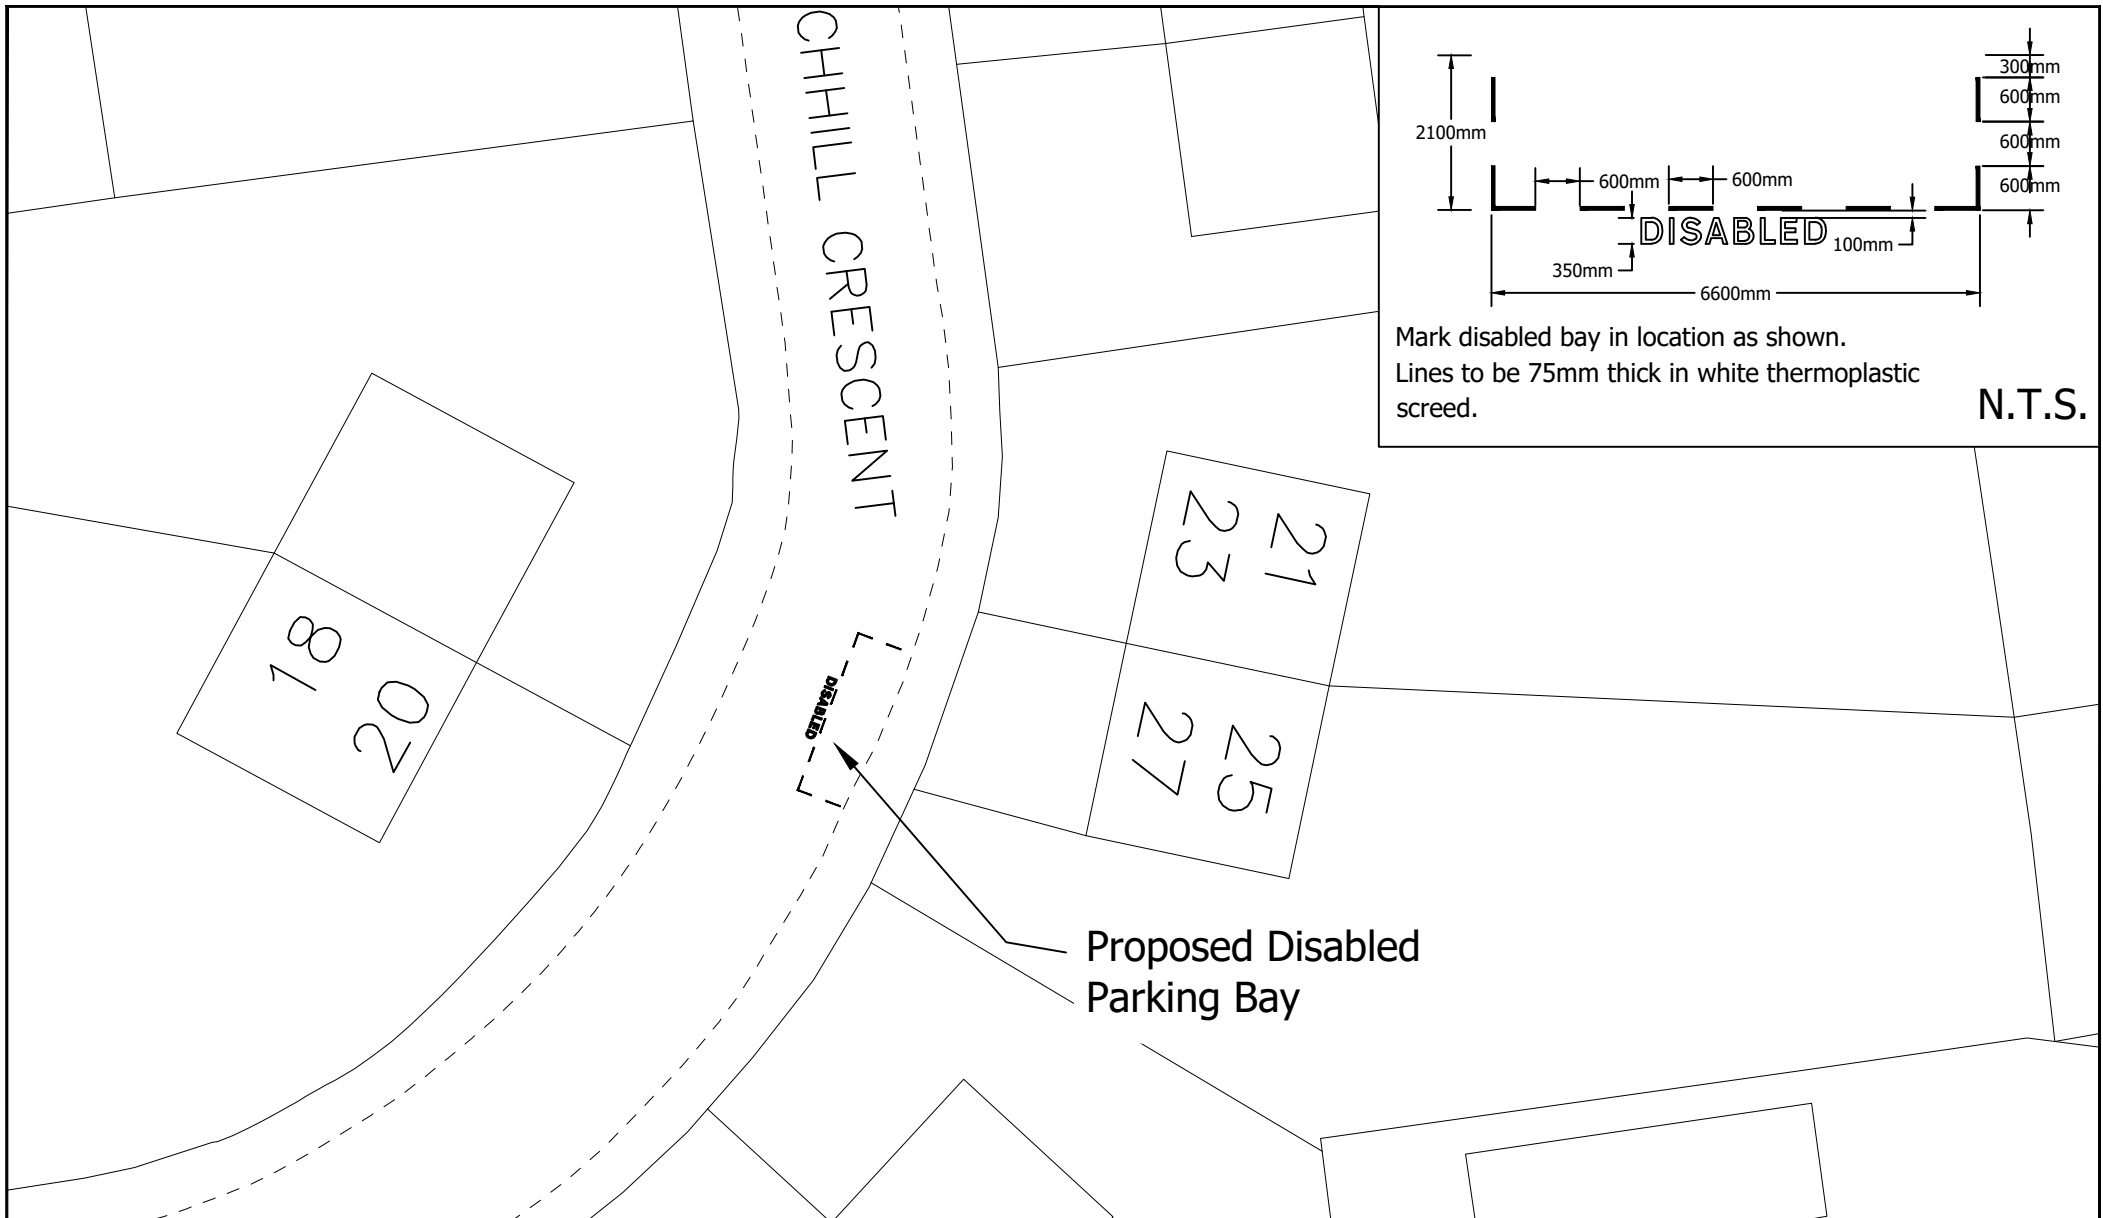 CHHILL CRESCENT
300mm
600mm
2100mm
600mm
600mm
600mm
600mm
DISABLED
100mm
350mm
6600mm
Mark disabled bay in location as shown.
Lines to be 75mm thick in white thermoplastic
screed.
N.T.S.
21
23
25
27
18
20
DISABLED
Proposed Disabled
Parking Bay